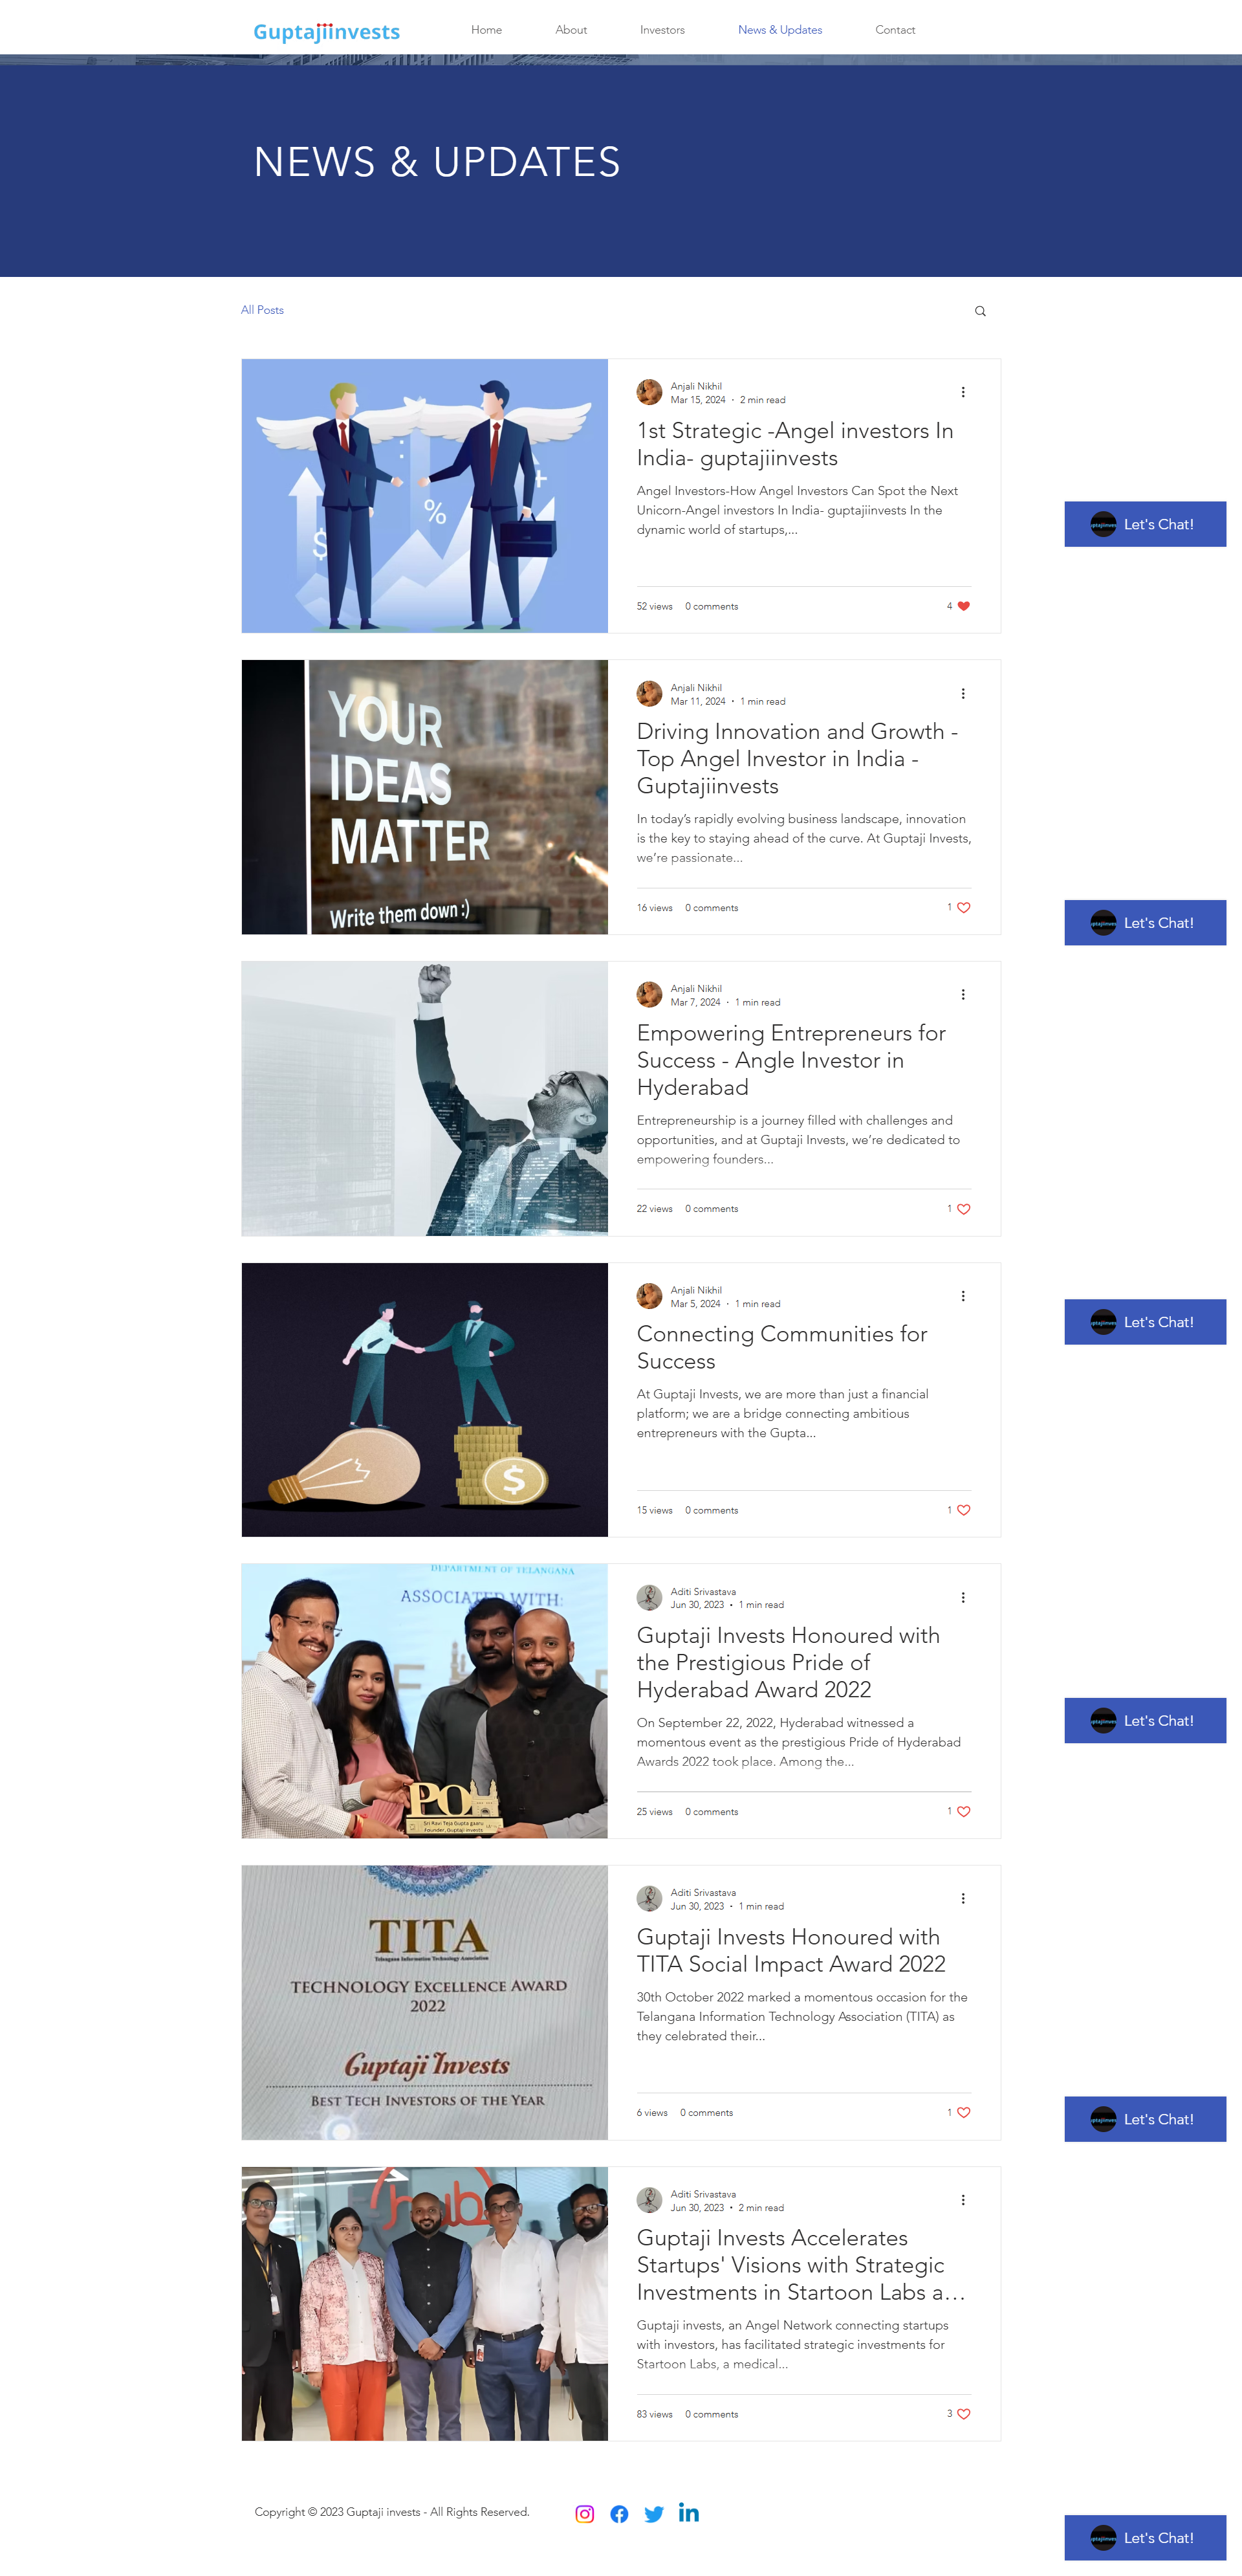 Guptajiinvests
Home
About
Investors
News & Updates
Contact
NEWS & UPDATES
All Posts
Anjali Nikhil
Mar 15, 2024 · 2 min read
1st Strategic -Angel investors In
India- guptajiinvests
Angel Investors-How Angel Investors Can Spot the Next
Unicorn-Angel investors In India- guptajiinvests In the
dynamic world of startups,...
52 views 0 comments
4
$
%
Let's Chat!
YOUR
IDEAS
MATTER
Write them down :)
Anjali Nikhil
Mar 11, 2024 · 1 min read
Driving Innovation and Growth -
Top Angel Investor in India -
Guptajiinvests
In today’s rapidly evolving business landscape, innovation
is the key to staying ahead of the curve. At Guptaji Invests,
we’re passionate...
16 views 0 comments
1
Let's Chat!
Anjali Nikhil
Mar 7, 2024 · 1 min read
Empowering Entrepreneurs for
Success - Angle Investor in
Hyderabad
Entrepreneurship is a journey filled with challenges and
opportunities, and at Guptaji Invests, we’re dedicated to
empowering founders...
22 views 0 comments
1
Anjali Nikhil
Mar 5, 2024 · 1 min read
Let's Chat!
Connecting Communities for
Success
At Guptaji Invests, we are more than just a financial
platform; we are a bridge connecting ambitious
entrepreneurs with the Gupta...
$
15 views 0 comments
1
DEPARTMENT OF TELANGANA
ASSOCIATED WITH:
PO
Sri Ravi Teja Gupta gaaru
Founder, Guptaji Invests
Aditi Srivastava
Jun 30, 2023 · 1 min read
Guptaji Invests Honoured with
the Prestigious Pride of
Hyderabad Award 2022
On September 22, 2022, Hyderabad witnessed a
momentous event as the prestigious Pride of Hyderabad
Awards 2022 took place. Among the...
25 views 0 comments
1
Let's Chat!
TITA
Telangana Information Technology Association
TECHNOLOGY EXCELLENCE AWARD
2022
Guptaji Invests
BEST TECH INVESTORS OF THE YEAR
Aditi Srivastava
Jun 30, 2023 · 1 min read
Guptaji Invests Honoured with
TITA Social Impact Award 2022
30th October 2022 marked a momentous occasion for the
Telangana Information Technology Association (TITA) as
they celebrated their...
6 views 0 comments
1
Let's Chat!
hub
Aditi Srivastava
Jun 30, 2023 · 2 min read
Guptaji Invests Accelerates
Startups' Visions with Strategic
Investments in Startoon Labs a...
Guptaji invests, an Angel Network connecting startups
with investors, has facilitated strategic investments for
Startoon Labs, a medical...
83 views 0 comments
3
Copyright © 2023 Guptaji invests - All Rights Reserved.
in
Let's Chat!